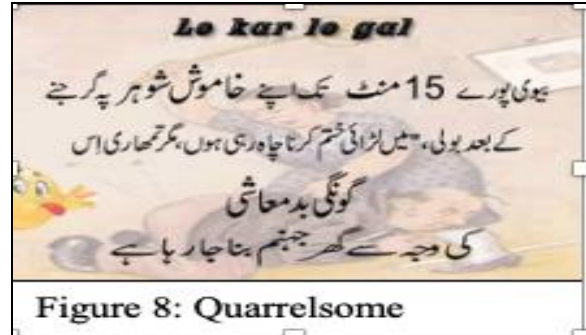 Lo kar lo gal
بیوی پورے 15 منٹ تک اپنے خاموش شوہر پہ گرجنے
کے بعد بولی، "میں لڑائی ختم کرنا چاہ رہی ہوں، مگر تمھاری اس
گونگی بدمعاشی
کی وجہ سے گھر جہنم بنتا جا رہا ہے
Figure 8: Quarrelsome